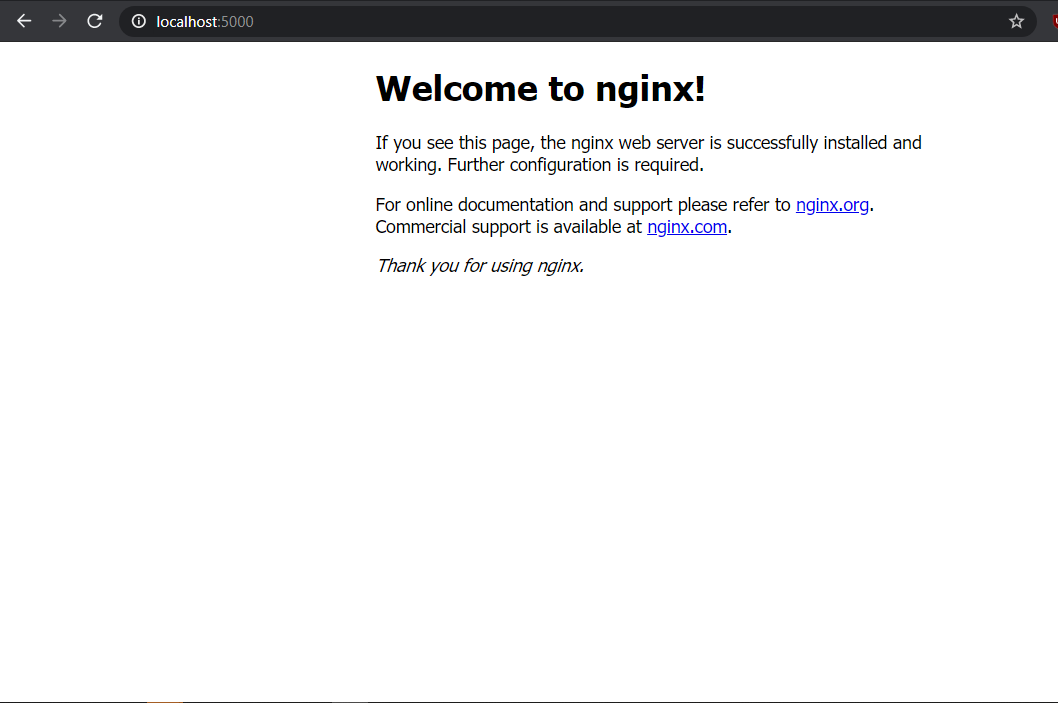 localhost:5000
Welcome to nginx!
If you see this page, the nginx web server is successfully installed and
working. Further configuration is required.
For online documentation and support please refer to nginx.org.
Commercial support is available at nginx.com.
Thank you for using nginx.